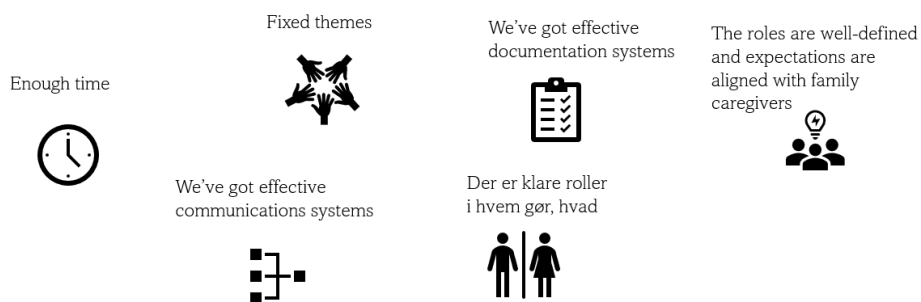 Fixed themes
We've got effective
documentation systems
The roles are well-defined
and expectations are
aligned with family
caregivers
Enough time
We've got effective
communications systems
Der er klare roller
i hvem gør, hvad